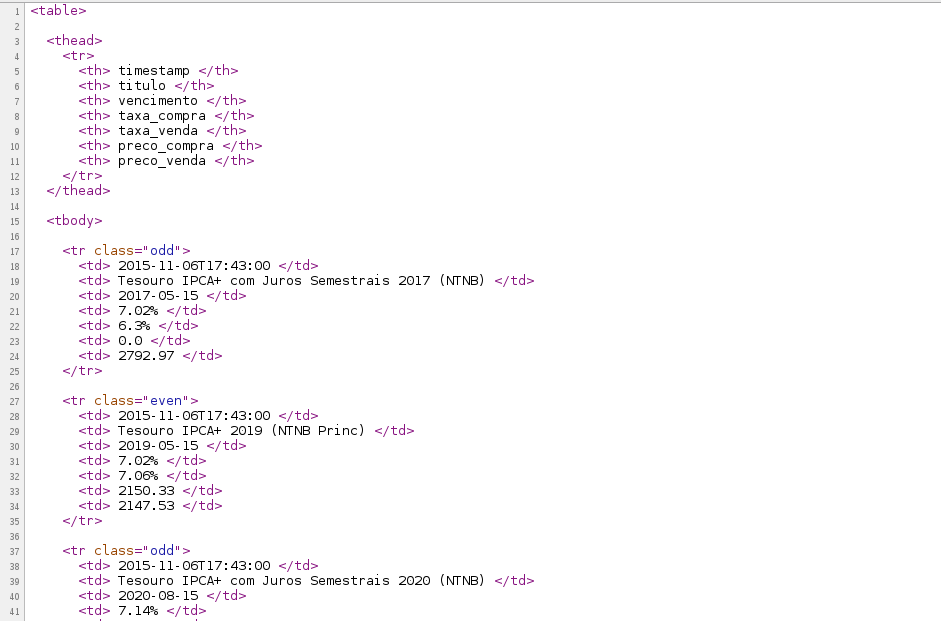 1 <table>
2
3 <thead>
4 <tr>
5 <th> timestamp </th>
6 <th> titulo </th>
7 <th> vencimento </th>
8 <th> taxa_compra </th>
9 <th> taxa_venda </th>
10 <th> preco_compra </th>
11 <th> preco_venda </th>
12 </tr>
13 </thead>
14
15 <tbody>
16
17 <tr class="odd">
18 <td> 2015-11-06T17:43:00 </td>
19 <td> Tesouro IPCA+ com Juros Semestrais 2017 (NTNB) </td>
20 <td> 2017-05-15 </td>
21 <td> 7.02% </td>
22 <td> 6.3% </td>
23 <td> 0.0 </td>
24 <td> 2792.97 </td>
25 </tr>
26
27 <tr class="even">
28 <td> 2015-11-06T17:43:00 </td>
29 <td> Tesouro IPCA+ 2019 (NTNB Princ) </td>
30 <td> 2019-05-15 </td>
31 <td> 7.02% </td>
32 <td> 7.06% </td>
33 <td> 2150.33 </td>
34 <td> 2147.53 </td>
35 </tr>
36
37 <tr class="odd">
38 <td> 2015-11-06T17:43:00 </td>
39 <td> Tesouro IPCA+ com Juros Semestrais 2020 (NTNB) </td>
40 <td> 2020-08-15 </td>
41 <td> 7.14% </td>